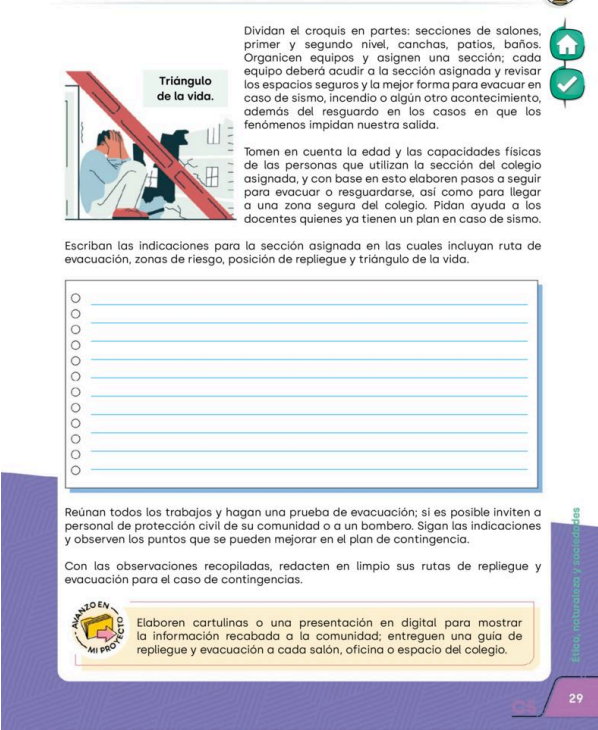 Dividan el croquis en partes: secciones de salones,
primer y segundo nivel, canchas, patios, baños.
Organicen equipos y asignen una sección; cada
equipo deberá acudir a la sección asignada y revisar
los espacios seguros y la mejor forma para evacuar en
caso de sismo, incendio o algún otro acontecimiento,
además del resguardo en los casos en que los
fenómenos impidan nuestra salida.
Triángulo
de la vida.
Tomen en cuenta la edad y las capacidades físicas
de las personas que utilizan la sección del colegio
asignada, y con base en esto elaboren pasos a seguir
para evacuar o resguardarse, así como para llegar
a una zona segura del colegio. Pidan ayuda a los
docentes quienes ya tienen un plan en caso de sismo.
Escriban las indicaciones para la sección asignada en las cuales incluyan ruta de
evacuación, zonas de riesgo, posición de repliegue y triángulo de la vida.
Reúnan todos los trabajos y hagan una prueba de evacuación; si es posible inviten a
personal de protección civil de su comunidad o a un bombero. Sigan las indicaciones
y observen los puntos que se pueden mejorar en el plan de contingencia.
Con las observaciones recopiladas, redacten en limpio sus rutas de repliegue y
evacuación para el caso de contingencias.
AVANZO EN
MI PROYECTO
Elaboren cartulinas o una presentación en digital para mostrar
la información recabada a la comunidad; entreguen una guía de
repliegue y evacuación a cada salón, oficina o espacio del colegio.
Ética, naturaleza y sociedades
29